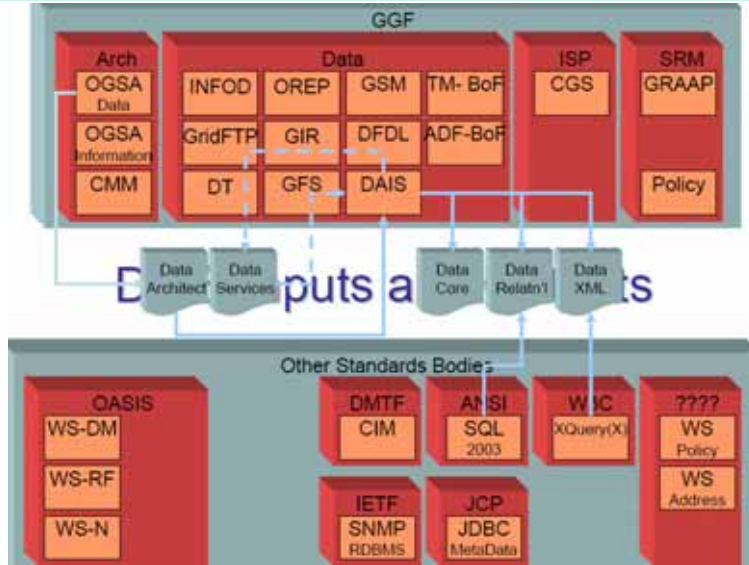 GGF
Arch
OGSA
Data
OGSA
Information
CMM
Data
INFOD OREP GSM TM- BoF
GridFTP GIR DFDL ADF-BoF
DT GFS DAIS
ISP
CGS
SRM
GRAAP
Policy
Data
Architect
Data
Services
Data
Core
Data
Relatn'l
Data
XML
D puts a ts
Other Standards Bodies
OASIS
WS-DM
WS-RF
WS-N
DMTF
CIM
ANSI
SQL
2003
W3C
XQuery(X)
????
WS
Policy
WS
Address
IETF
SNMP
RDBMS
JCP
JDBC
MetaData